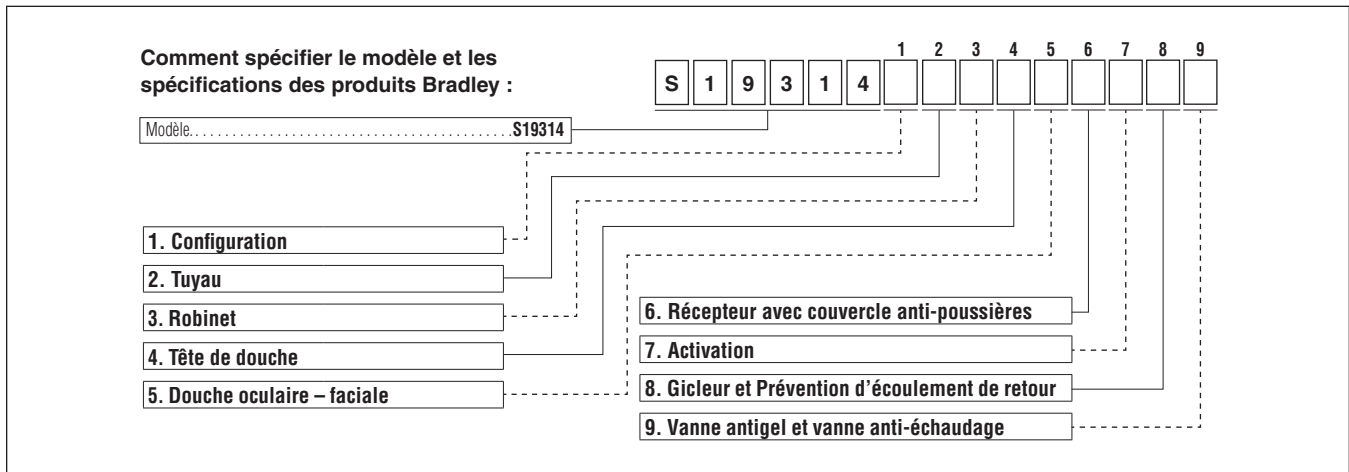 Comment spécifier le modèle et les
spécifications des produits Bradley :
1 2 3 4 5 6 7 8 9
S 1 9 3 1 4
Modèle. . . . . . . . . . . . . . . . . . . . . . . . . . . . . . . . . . . . . . . . . . . .S19314
1. Configuration
2. Tuyau
3. Robinet
4. Tête de douche
5. Douche oculaire – faciale
6. Récepteur avec couvercle anti-poussières
7. Activation
8. Gicleur et Prévention d’écoulement de retour
9. Vanne antigel et vanne anti-échaudage